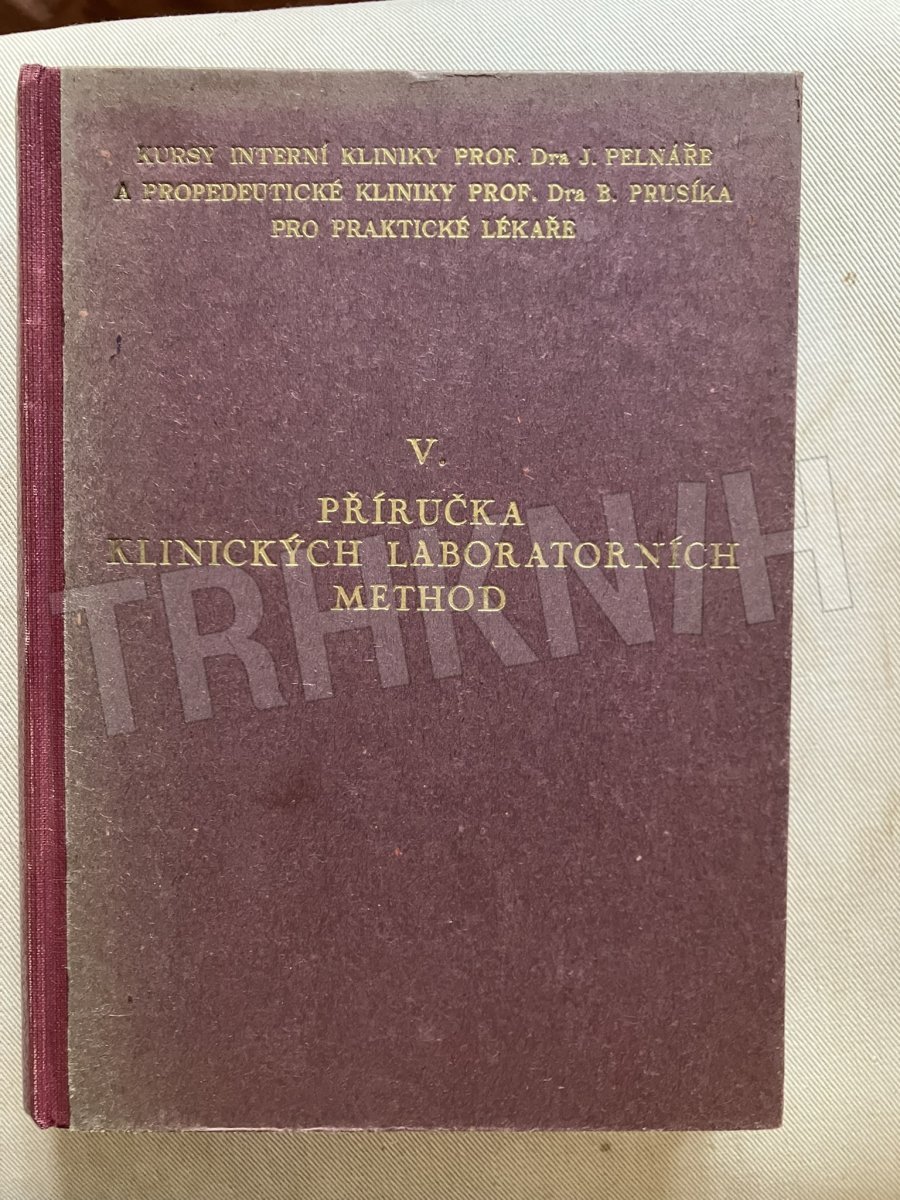 KURSY INTERNÍ KLINIKY PROF. Dra J. PELNÁŘE
A PROPEDEUTICKÉ KLINIKY PROF. Dra B. PRUSÍKA
PRO PRAKTICKÉ LÉKAŘE
V.
PŘÍRUČKA
KLINICKÝCH LABORATORNÍCH
METHOD
TRHKNIH